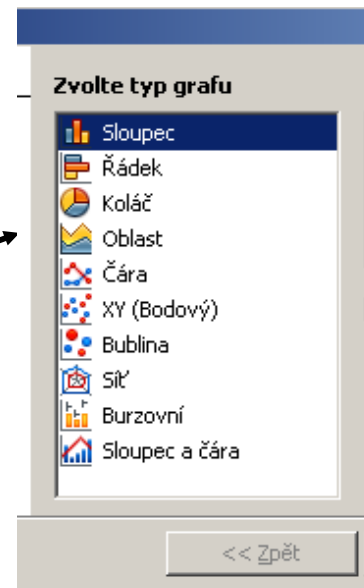 Zvolte typ grafu
Sloupec
Řádek
Koláč
Oblast
Čára
XY (Bodový)
Bublina
Síť
Burzovní
Sloupec a čára
<< Zpět